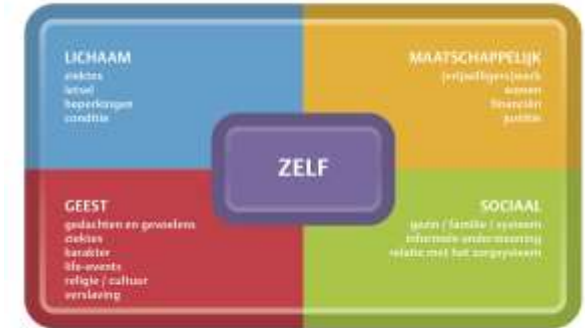 LICHAAM
ziektes
letsel
beperkingen
conditie
MAATSCHAPPELIJK
(vrijwilligers)werk
wonen
financiën
justitie
ZELF
GEEST
gedachten en gevoelens
ziektes
karakter
life-events
religie / cultuur
verslaving
SOCIAAL
gezin / familie / systeem
informele ondersteuning
relatie met het zorgsysteem